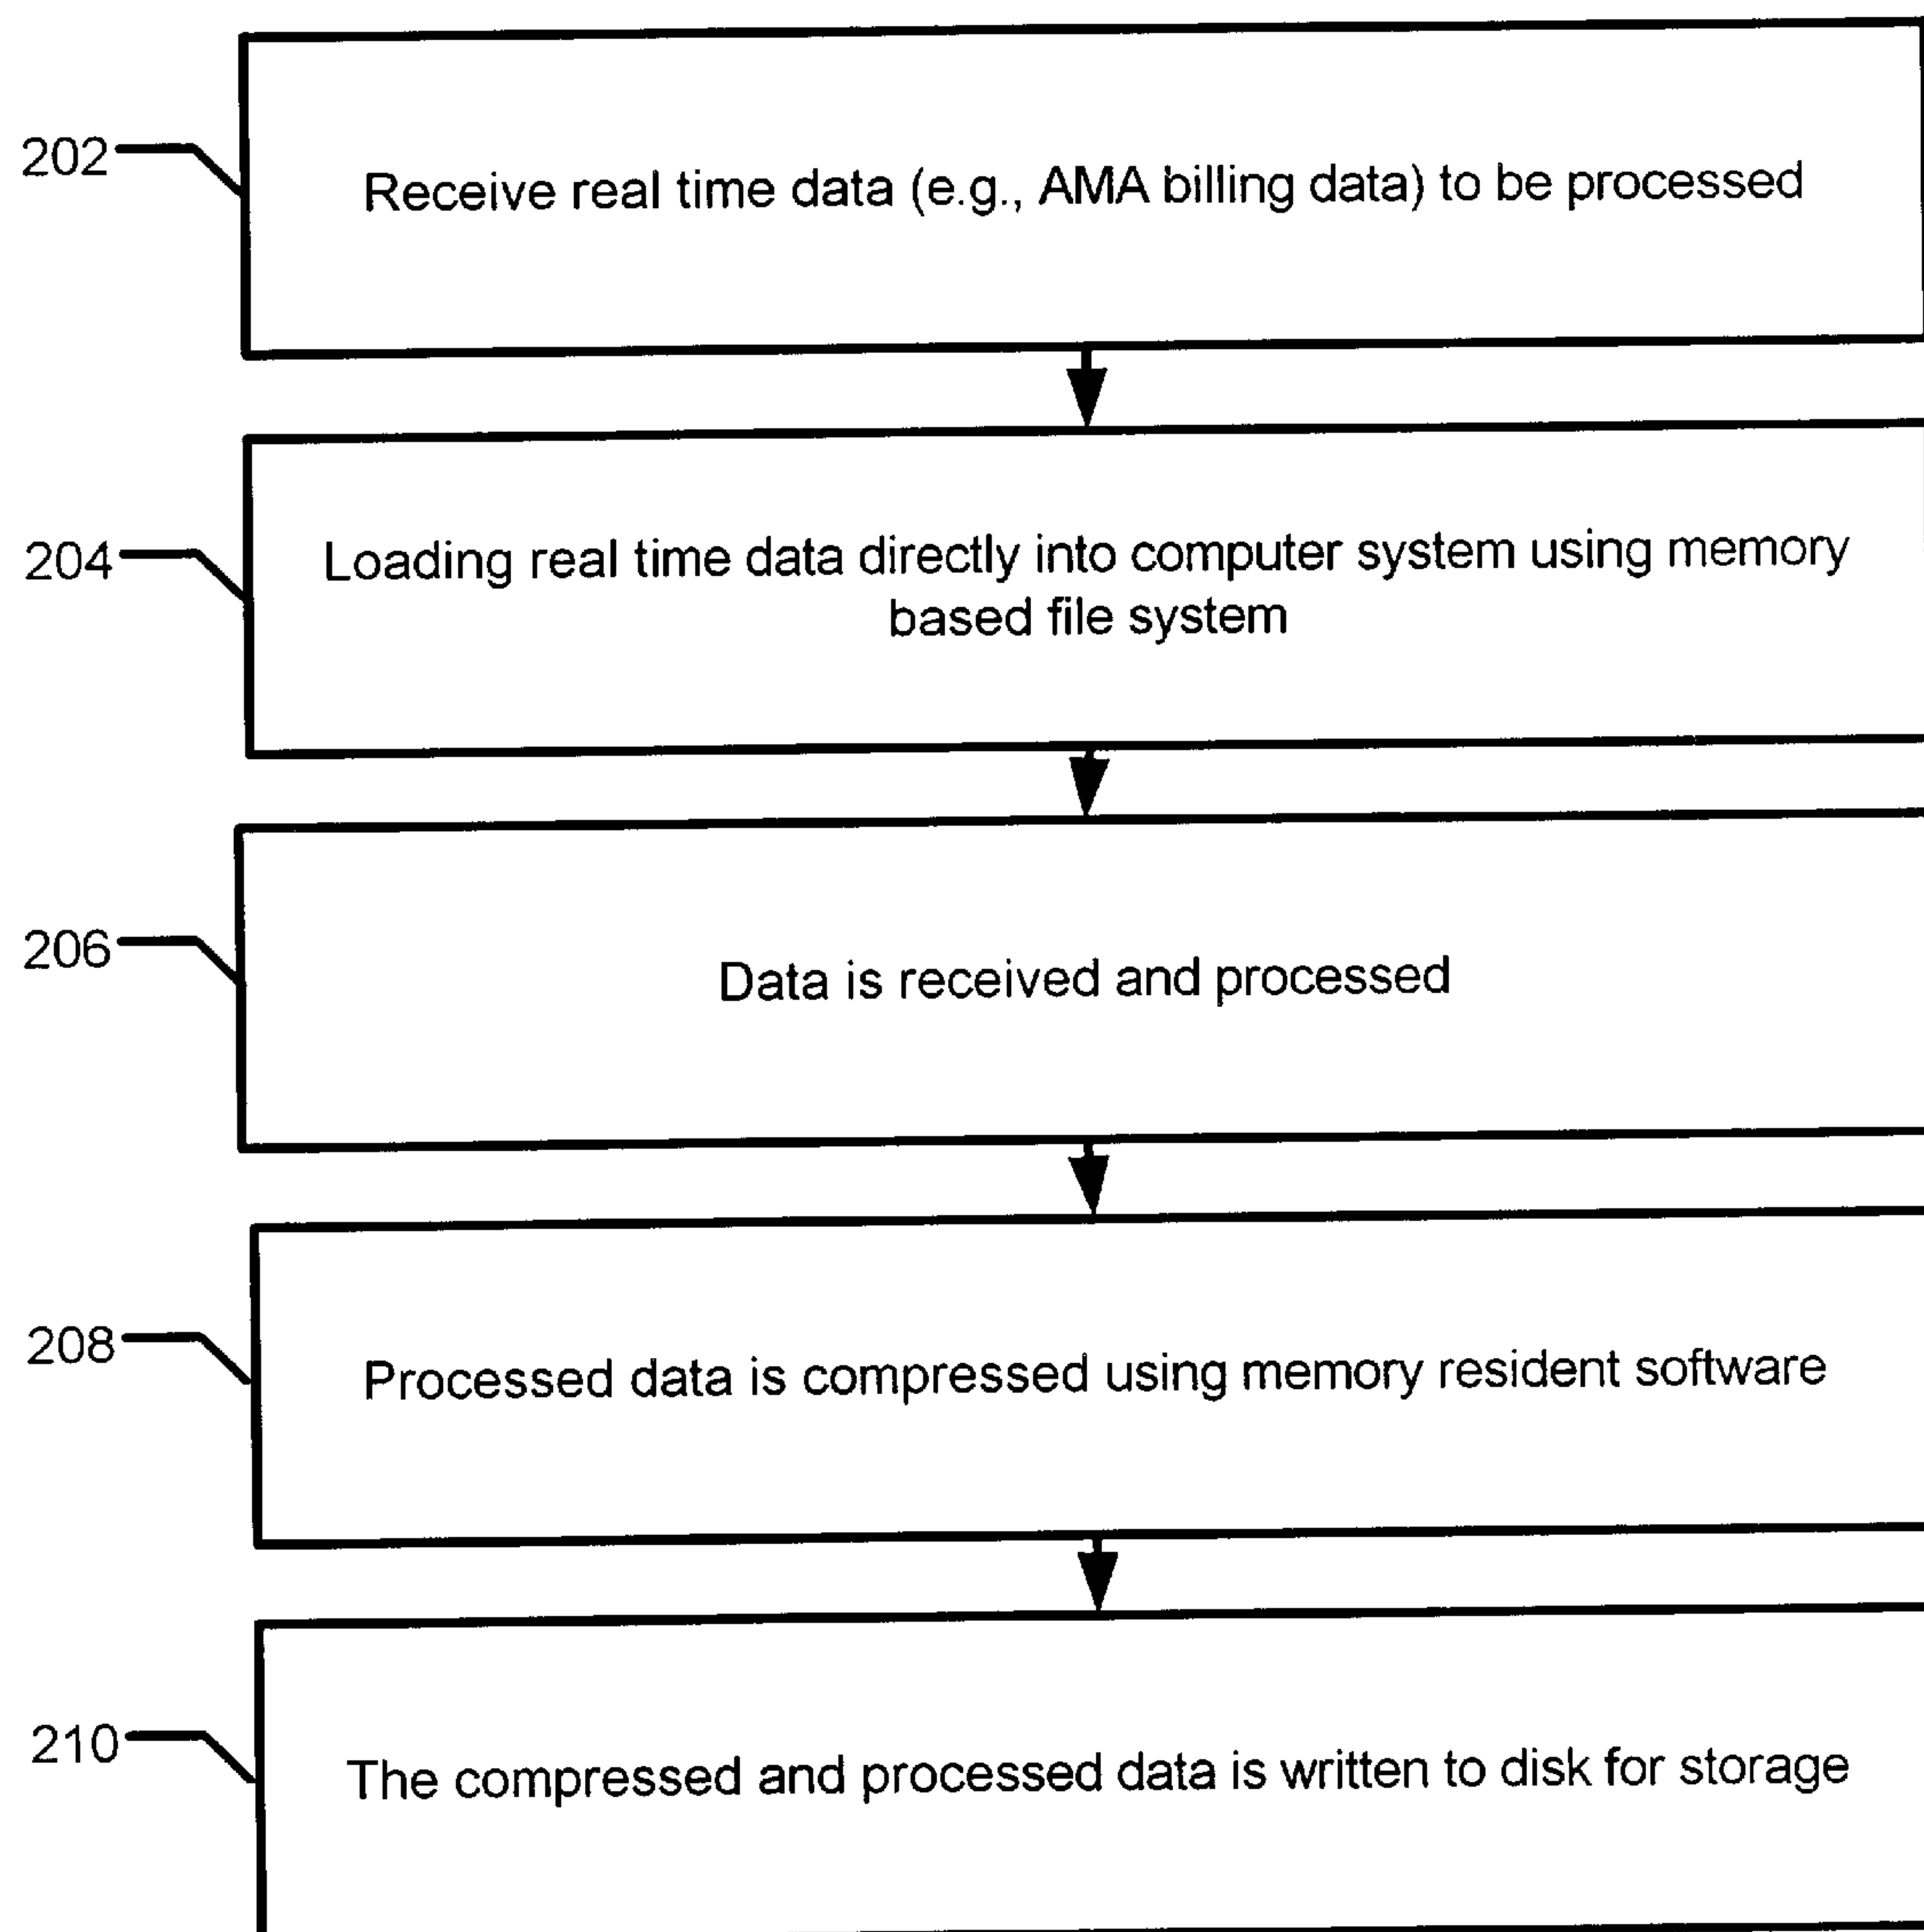 202
Receive real time data (e.g., AMA billing data) to be processed
204
Loading real time data directly into computer system using memory
based file system
206
Data is received and processed
208
Processed data is compressed using memory resident software
210
The compressed and processed data is written to disk for storage